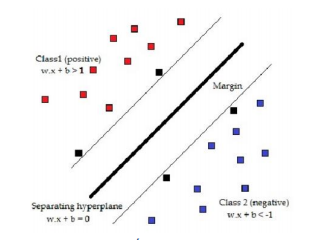 Class1 (positive)
w.x + b > 1
Margin
Separating hyperplane
w.x + b = 0
Class 2 (negative)
w.x + b < -1